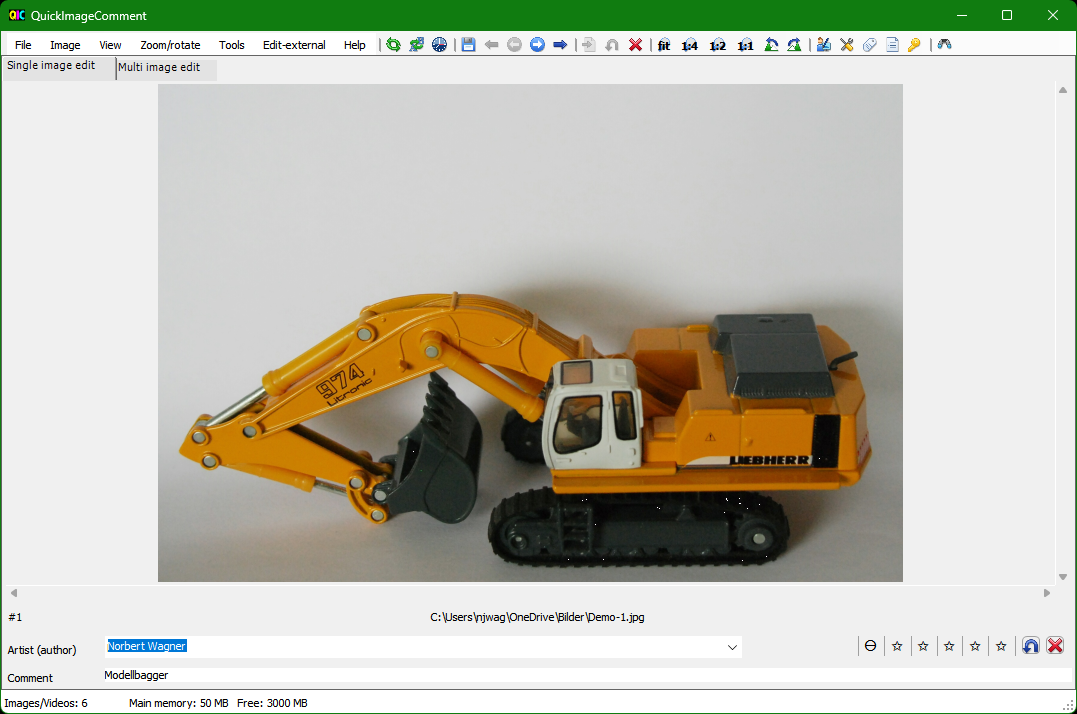 QIC QuickImageComment
File Image View Zoom/rotate Tools Edit-external Help fit 1:4 1:2 1:1
Single image edit Multi image edit
974
Litronic
LIEBHERR
#1 C:\Users\njwag\OneDrive\Bilder\Demo-1.jpg
Artist (author) Norbert Wagner
Comment Modellbagger
Images/Videos: 6 Main memory: 50 MB Free: 3000 MB